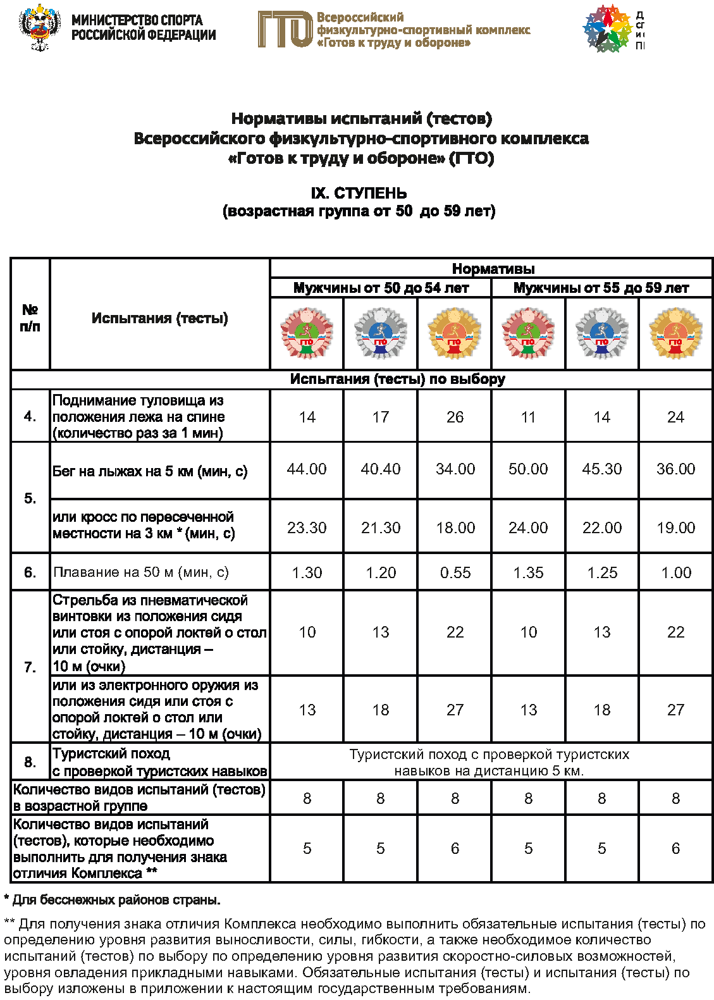 МИНИСТЕРСТВО СПОРТА
РОССИЙСКОЙ ФЕДЕРАЦИИ
ГТО
Всероссийский
физкультурно-спортивный комплекс
«Готов к труду и обороне»
Нормативы испытаний (тестов)
Всероссийского физкультурно-спортивного комплекса
«Готов к труду и обороне» (ГТО)
IX. СТУПЕНЬ
(возрастная группа от 50 до 59 лет)
№
п/п
Испытания (тесты)
Нормативы
Мужчины от 50 до 54 лет
Мужчины от 55 до 59 лет
ГТО ГТО ГТО ГТО ГТО ГТО
Испытания (тесты) по выбору
4.
Поднимание туловища из
положения лежа на спине
(количество раз за 1 мин)
14 17 26 11 14 24
5.
Бег на лыжах на 5 км (мин, с)
44.00 40.40 34.00 50.00 45.30 36.00
или кросс по пересеченной
местности на 3 км * (мин, с)
23.30 21.30 18.00 24.00 22.00 19.00
6. Плавание на 50 м (мин, с) 1.30 1.20 0.55 1.35 1.25 1.00
7.
Стрельба из пневматической
винтовки из положения сидя
или стоя с опорой локтей о стол
или стойку, дистанция –
10 м (очки)
10 13 22 10 13 22
или из электронного оружия из
положения сидя или стоя с
опорой локтей о стол или
стойку, дистанция – 10 м (очки)
13 18 27 13 18 27
8.
Туристский поход
с проверкой туристских навыков
Туристский поход с проверкой туристских
навыков на дистанцию 5 км.
Количество видов испытаний (тестов)
в возрастной группе
8 8 8 8 8 8
Количество видов испытаний
(тестов), которые необходимо
выполнить для получения знака
отличия Комплекса **
5 5 6 5 5 6
* Для бесснежных районов страны.
** Для получения знака отличия Комплекса необходимо выполнить обязательные испытания (тесты) по
определению уровня развития выносливости, силы, гибкости, а также необходимое количество
испытаний (тестов) по выбору по определению уровня развития скоростно-силовых возможностей,
уровня овладения прикладными навыками. Обязательные испытания (тесты) и испытания (тесты) по
выбору изложены в приложении к настоящим государственным требованиям.